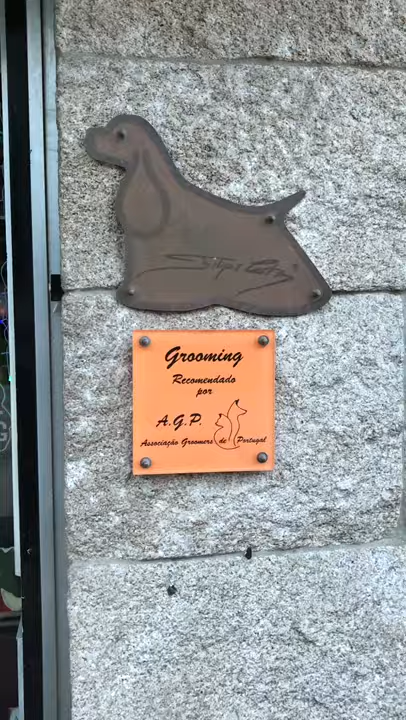 Grooming
Recomendado
por
A.G.P.
Associação Groomers de Portugal